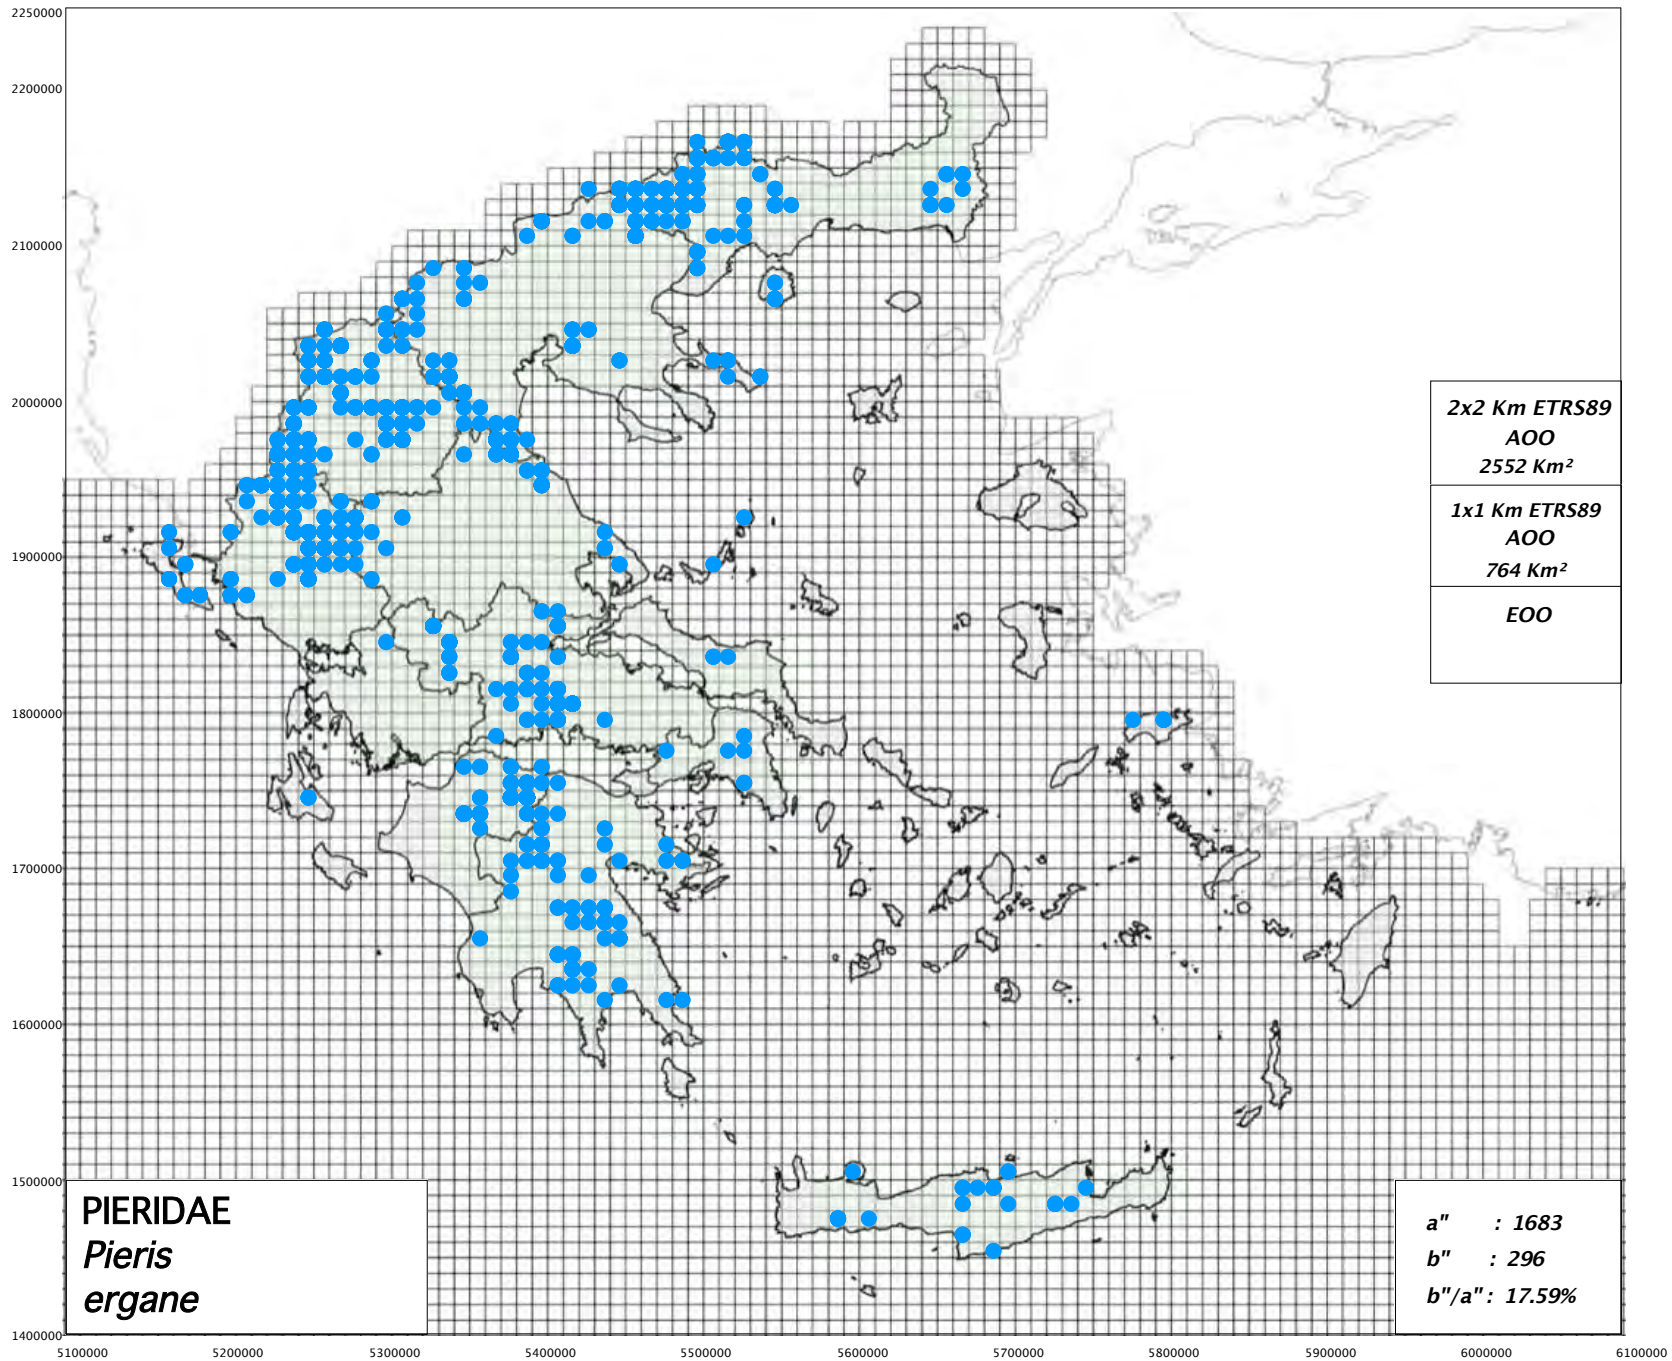 2250000
2200000
2100000
2000000
1900000
1800000
1700000
1600000
1500000
1400000
2x2 Km ETRS89
AOO
2552 Km²
1x1 Km ETRS89
AOO
764 Km²
EOO
PIERIDAE
Pieris
ergane
a" : 1683
b" : 296
b"/a" : 17.59%
5100000 5200000 5300000 5400000 5500000 5600000 5700000 5800000 5900000 6000000 6100000